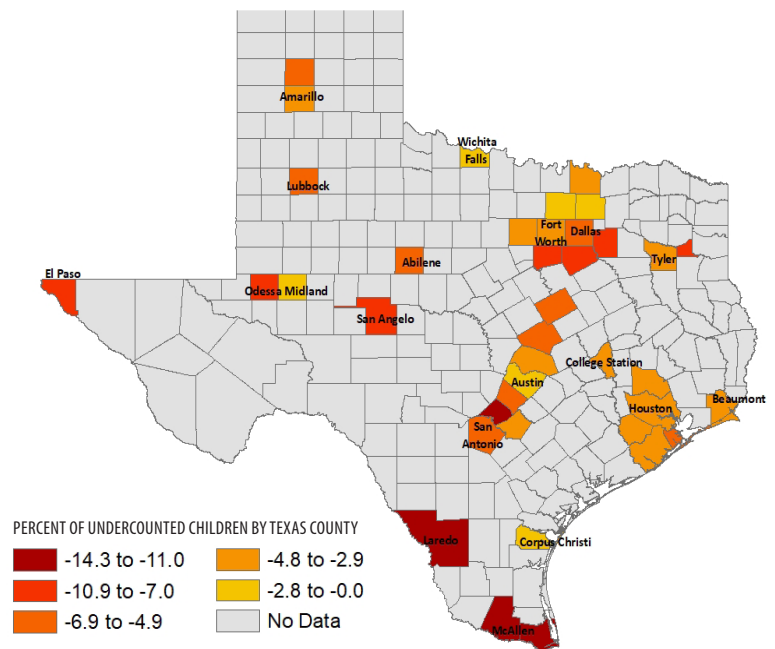 Amarillo
Wichita
Falls
Lubbock
Fort
Worth
Dallas
Abilene
Tyler
El Paso
Odessa Midland
San Angelo
College Station
Austin
Beaumont
Houston
San
Antonio
Laredo
Corpus Christi
McAllen
PERCENT OF UNDERCOUNTED CHILDREN BY TEXAS COUNTY
-14.3 to -11.0
-10.9 to -7.0
-6.9 to -4.9
-4.8 to -2.9
-2.8 to -0.0
No Data